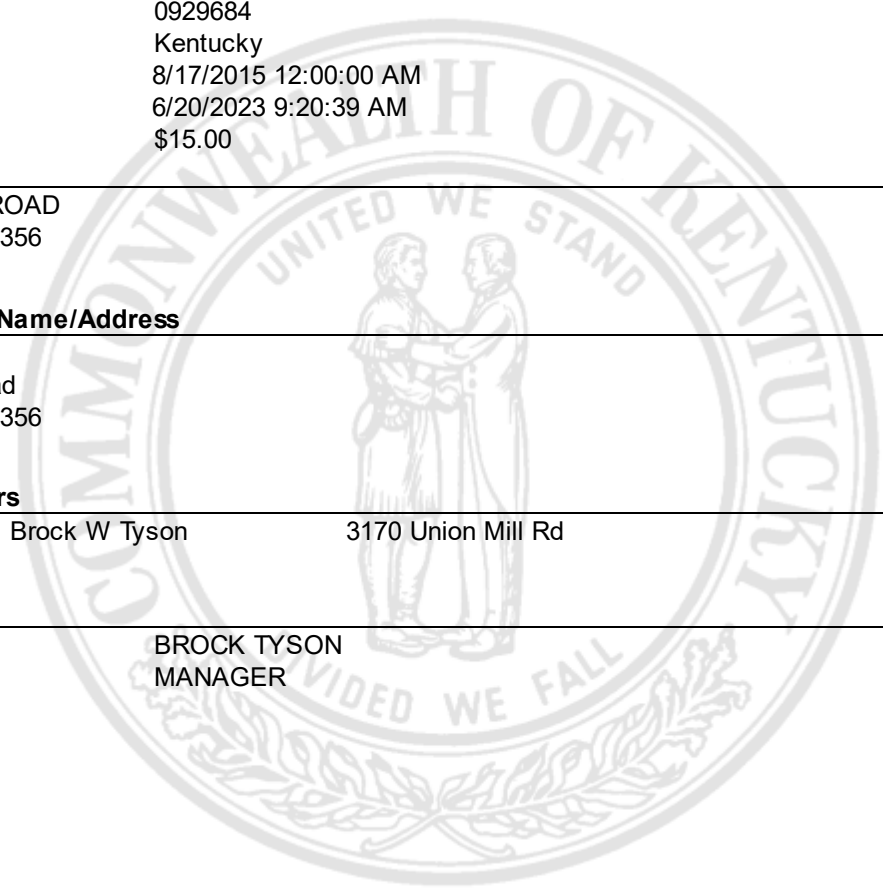 0929684
Kentucky
8/17/2015 12:00:00 AM
6/20/2023 9:20:39 AM
$15.00
ROAD
356
Name/Address
d
356
rs
Brock W Tyson 3170 Union Mill Rd
BROCK TYSON
MANAGER
COMMONWEALTH OF KENTUCKY
UNITED WE STAND
DIVIDED WE FALL